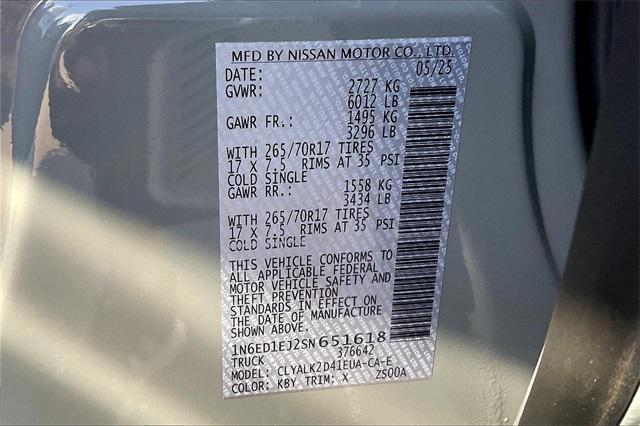 MFD BY NISSAN MOTOR CO., LTD.
DATE: 05/25
GVWR: 2727 KG
6012 LB
GAWR FR.: 1495 KG
3296 LB
WITH 265/70R17 TIRES
17 X 7.5 RIMS AT 35 PSI
COLD SINGLE
GAWR RR.: 1558 KG
3434 LB
WITH 265/70R17 TIRES
17 X 7.5 RIMS AT 35 PSI
COLD SINGLE
THIS VEHICLE CONFORMS TO
ALL APPLICABLE FEDERAL
MOTOR VEHICLE SAFETY AND
THEFT PREVENTION
STANDARDS IN EFFECT ON
THE DATE OF MANUFACTURE
SHOWN ABOVE.
1N6ED1EJ2SN651618
TRUCK 376642
MODEL: CLYALK2D41EUA-CA-E
COLOR: KBY TRIM: X ZS00A